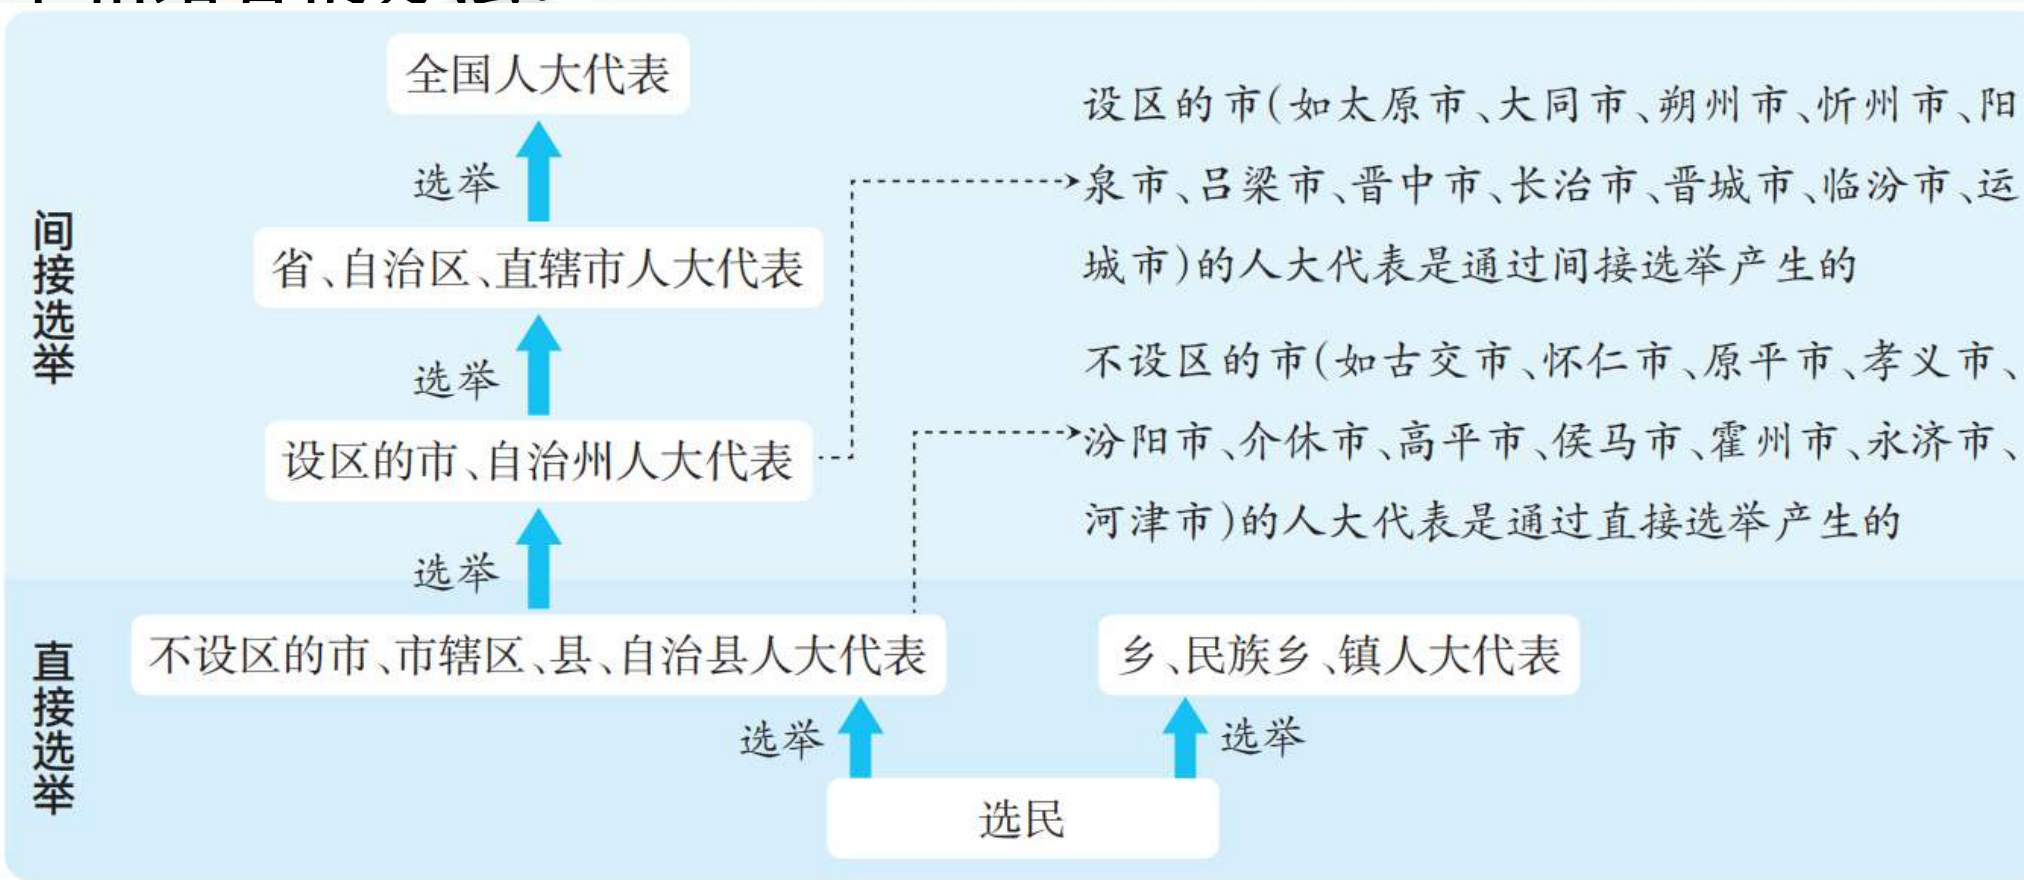 全国人大代表
选举
省、自治区、直辖市人大代表
选举
设区的市、自治州人大代表
选举
间接选举
设区的市(如太原市、大同市、朔州市、忻州市、阳
泉市、吕梁市、晋中市、长治市、晋城市、临汾市、运
城市)的人大代表是通过间接选举产生的
不设区的市(如古交市、怀仁市、原平市、孝义市、
汾阳市、介休市、高平市、侯马市、霍州市、永济市、
河津市)的人大代表是通过直接选举产生的
直接选举
不设区的市、市辖区、县、自治县人大代表
乡、民族乡、镇人大代表
选举
选举
选民